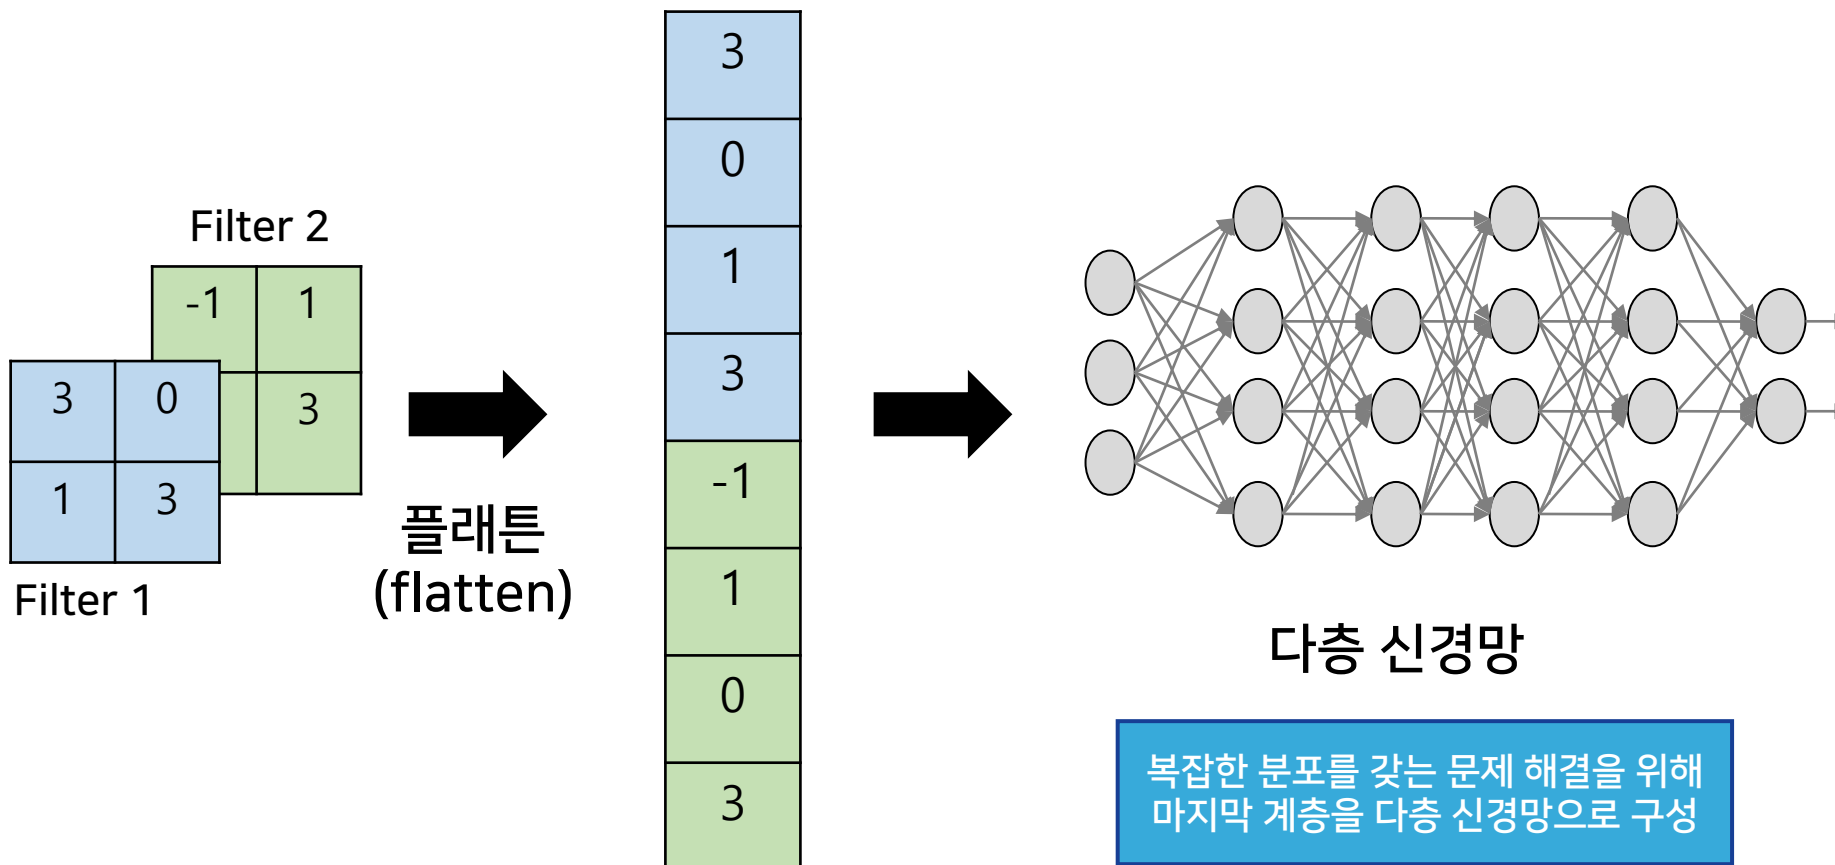 Filter 2
-1 1
3
3 0
1 3
Filter 1
플래튼
(flatten)
3
0
1
3
-1
1
0
3
다층 신경망
복잡한 분포를 갖는 문제 해결을 위해
마지막 계층을 다층 신경망으로 구성